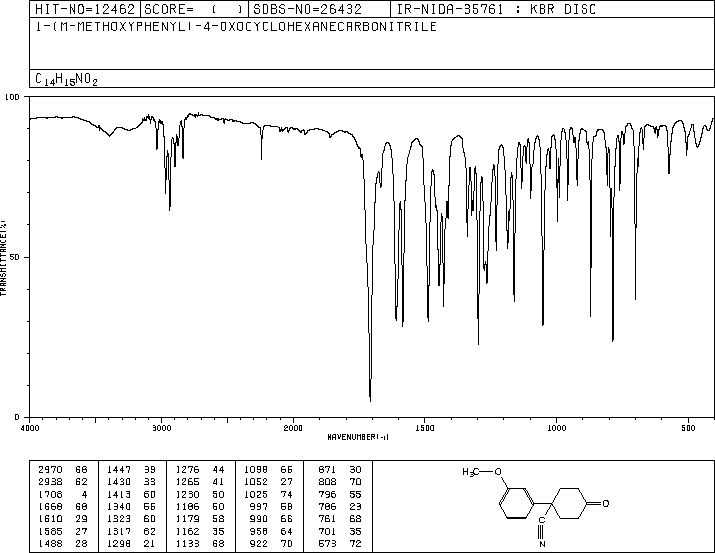 HIT-NO=12462 SCORE= ( ) SDBS-NO=26432 IR-NIDA-35761 : KBR DISC
1-(M-METHOXYPHENYL)-4-OXOCYCLOHEXANECARBONITRILE
C14H15NO2
100
50
0
TRANSMITTANCE(%)
4000 3000 2000 1500 1000 500
WAVENUMBER(-1)
2970 66 1447 39 1276 44 1098 66 871 30
2938 62 1430 33 1265 41 1052 27 808 70
1708 4 1413 60 1230 50 1025 74 796 55
1668 68 1340 55 1186 50 997 58 786 23
1610 29 1323 60 1179 58 990 66 761 68
1585 27 1317 62 1162 35 958 64 701 35
1488 28 1298 21 1133 68 922 70 573 72
H3C O
O
C
N